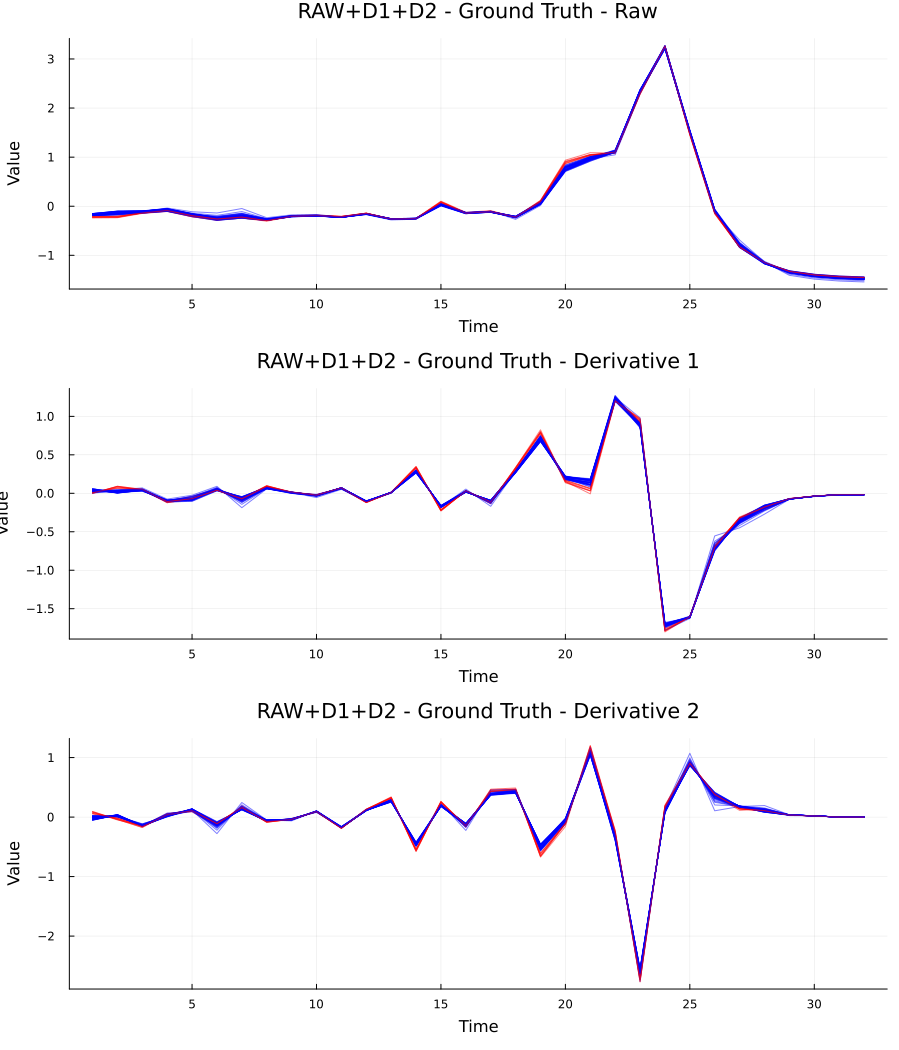 RAW+D1+D2 - Ground Truth - Raw
3
2
1
0
−1
Value
5 10 15 20 25 30
Time
RAW+D1+D2 - Ground Truth - Derivative 1
1.0
0.5
0.0
−0.5
−1.0
−1.5
Value
5 10 15 20 25 30
Time
RAW+D1+D2 - Ground Truth - Derivative 2
1
0
−1
−2
Value
5 10 15 20 25 30
Time